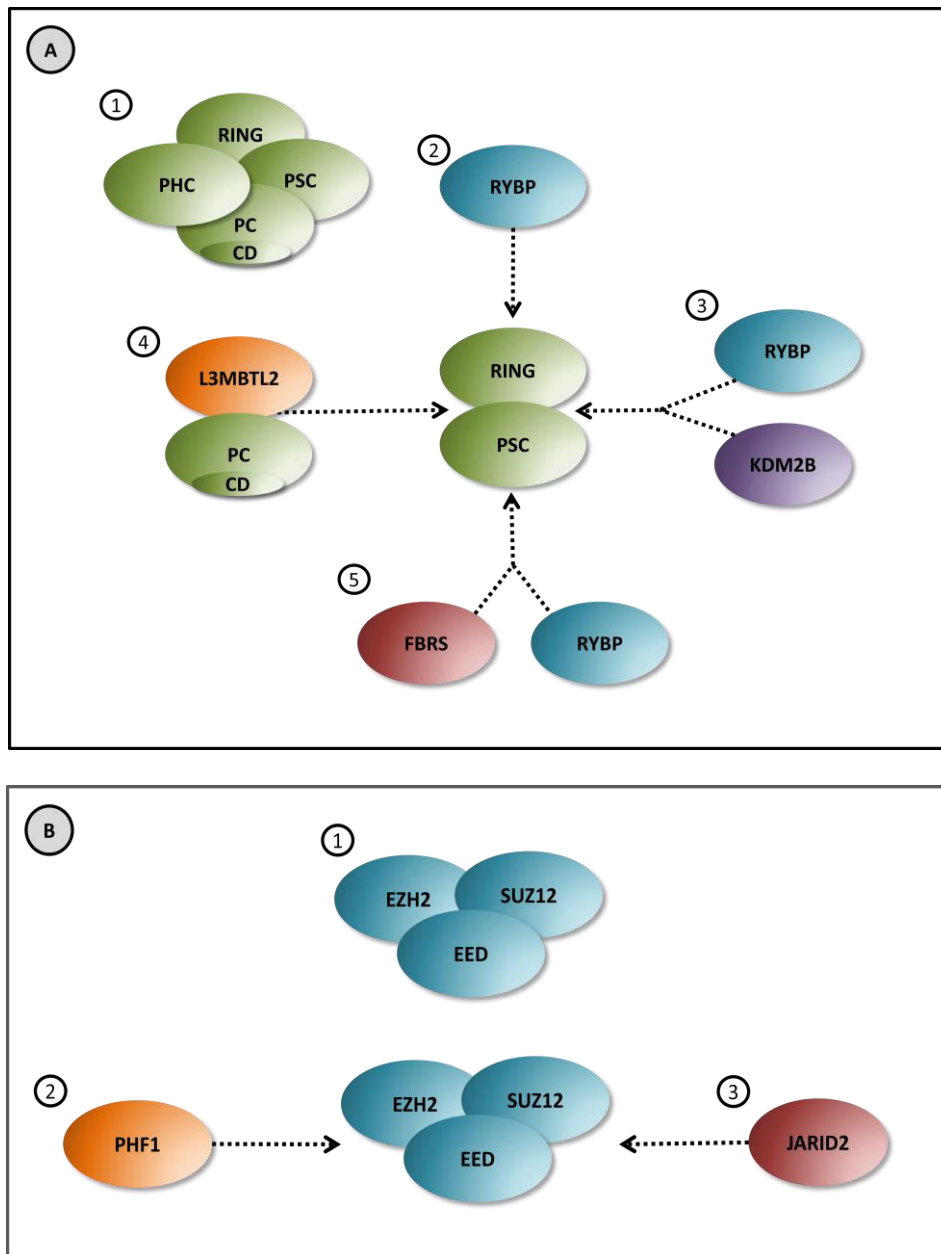 A
1
RING
PHC
PSC
PC
CD
2
RYBP
3
RYBP
KDM2B
4
L3MBTL2
PC
CD
RING
PSC
5
FBRS
RYBP
B
1
EZH2
SUZ12
EED
2
PHF1
EZH2
SUZ12
EED
3
JARID2